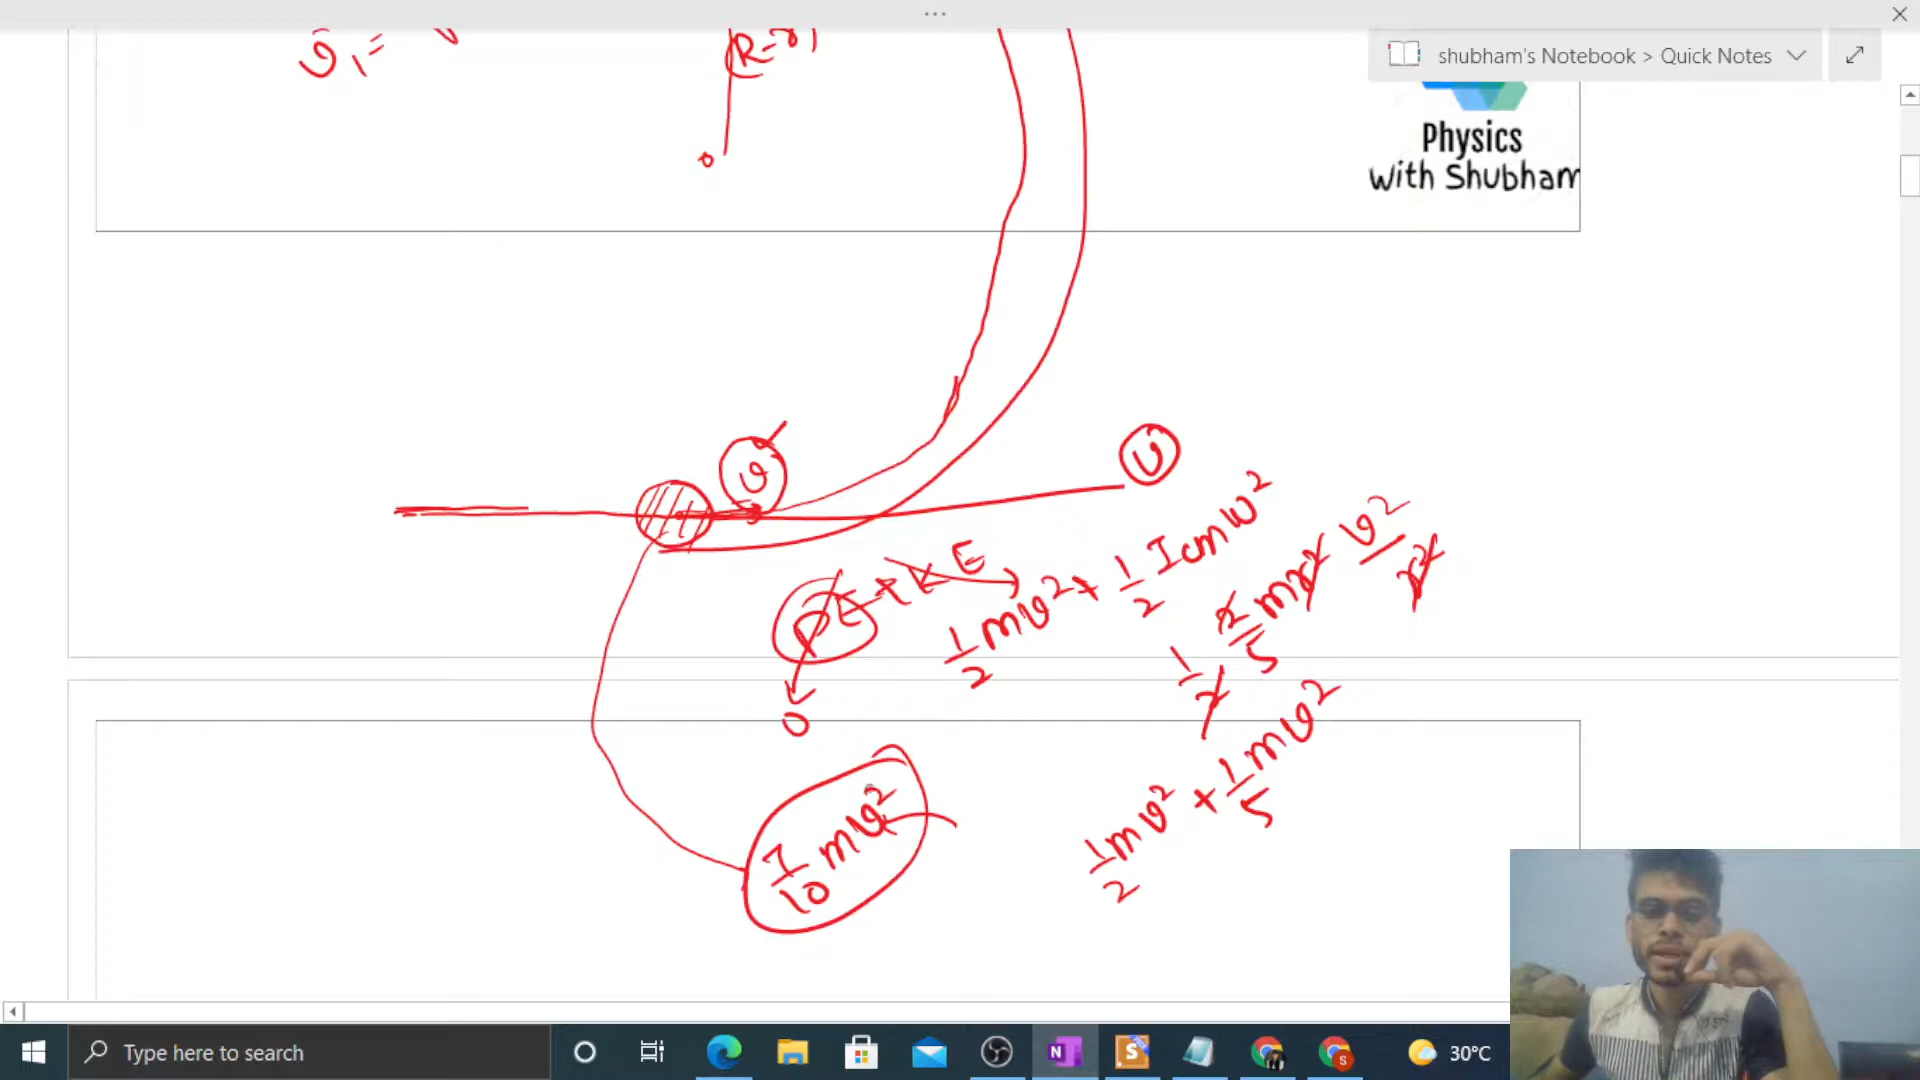 ...
shubham's Notebook > Quick Notes
v₁ =
(R-r)
Physics
With Shubham
0
v
v
PE + KE
1/2 mv² + 1/2 Icm ω²
0
1/2 2/5 mr² v²/r²
1/2 mv² + 1/5 mv²
7/10 mv²
Type here to search
N
S
S
30°C